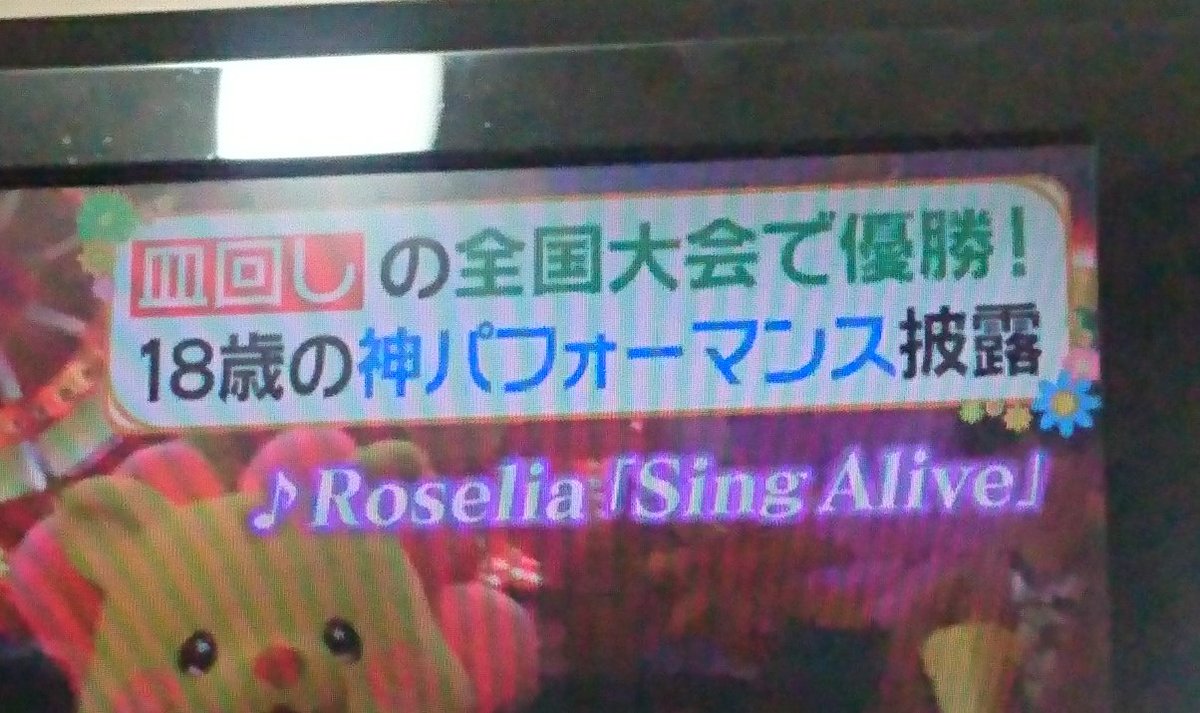 皿回しの全国大会で優勝!
18歳の神パフォーマンス披露
♪Roselia『Sing Alive』